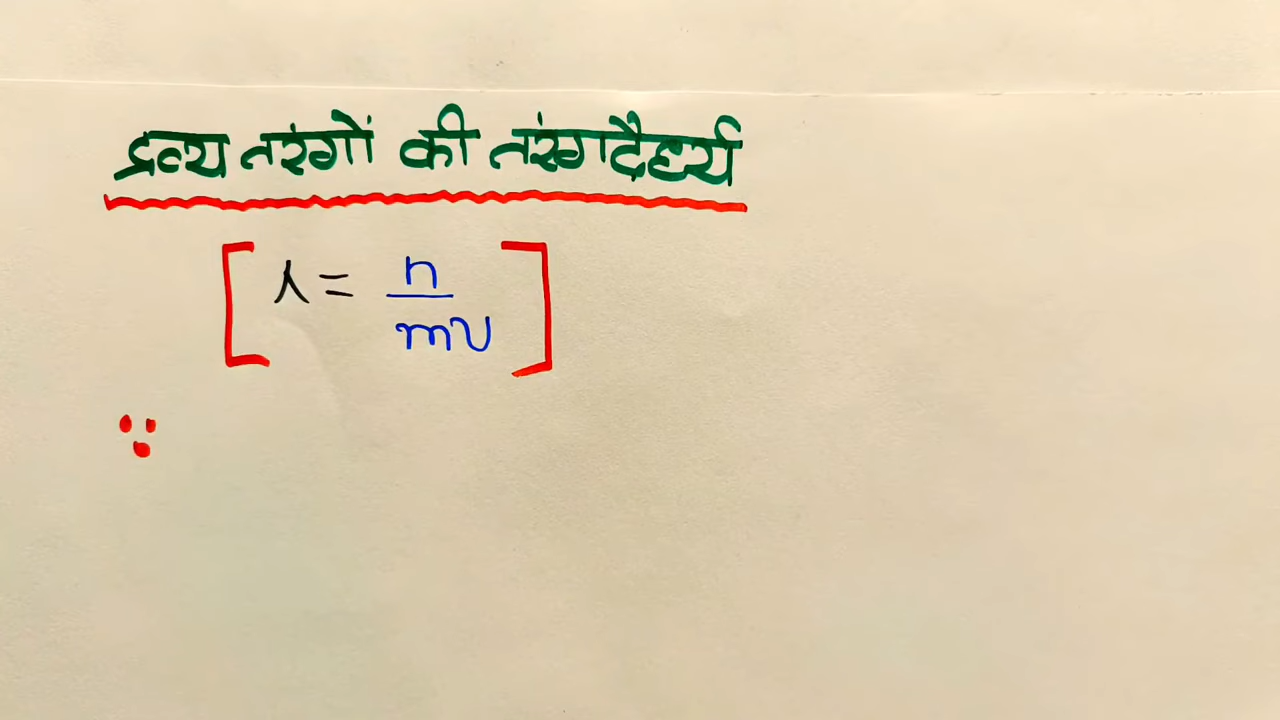 द्रव्य तरंगों की तरंगदैर्घ्य
[ λ = h/mv ]
∵